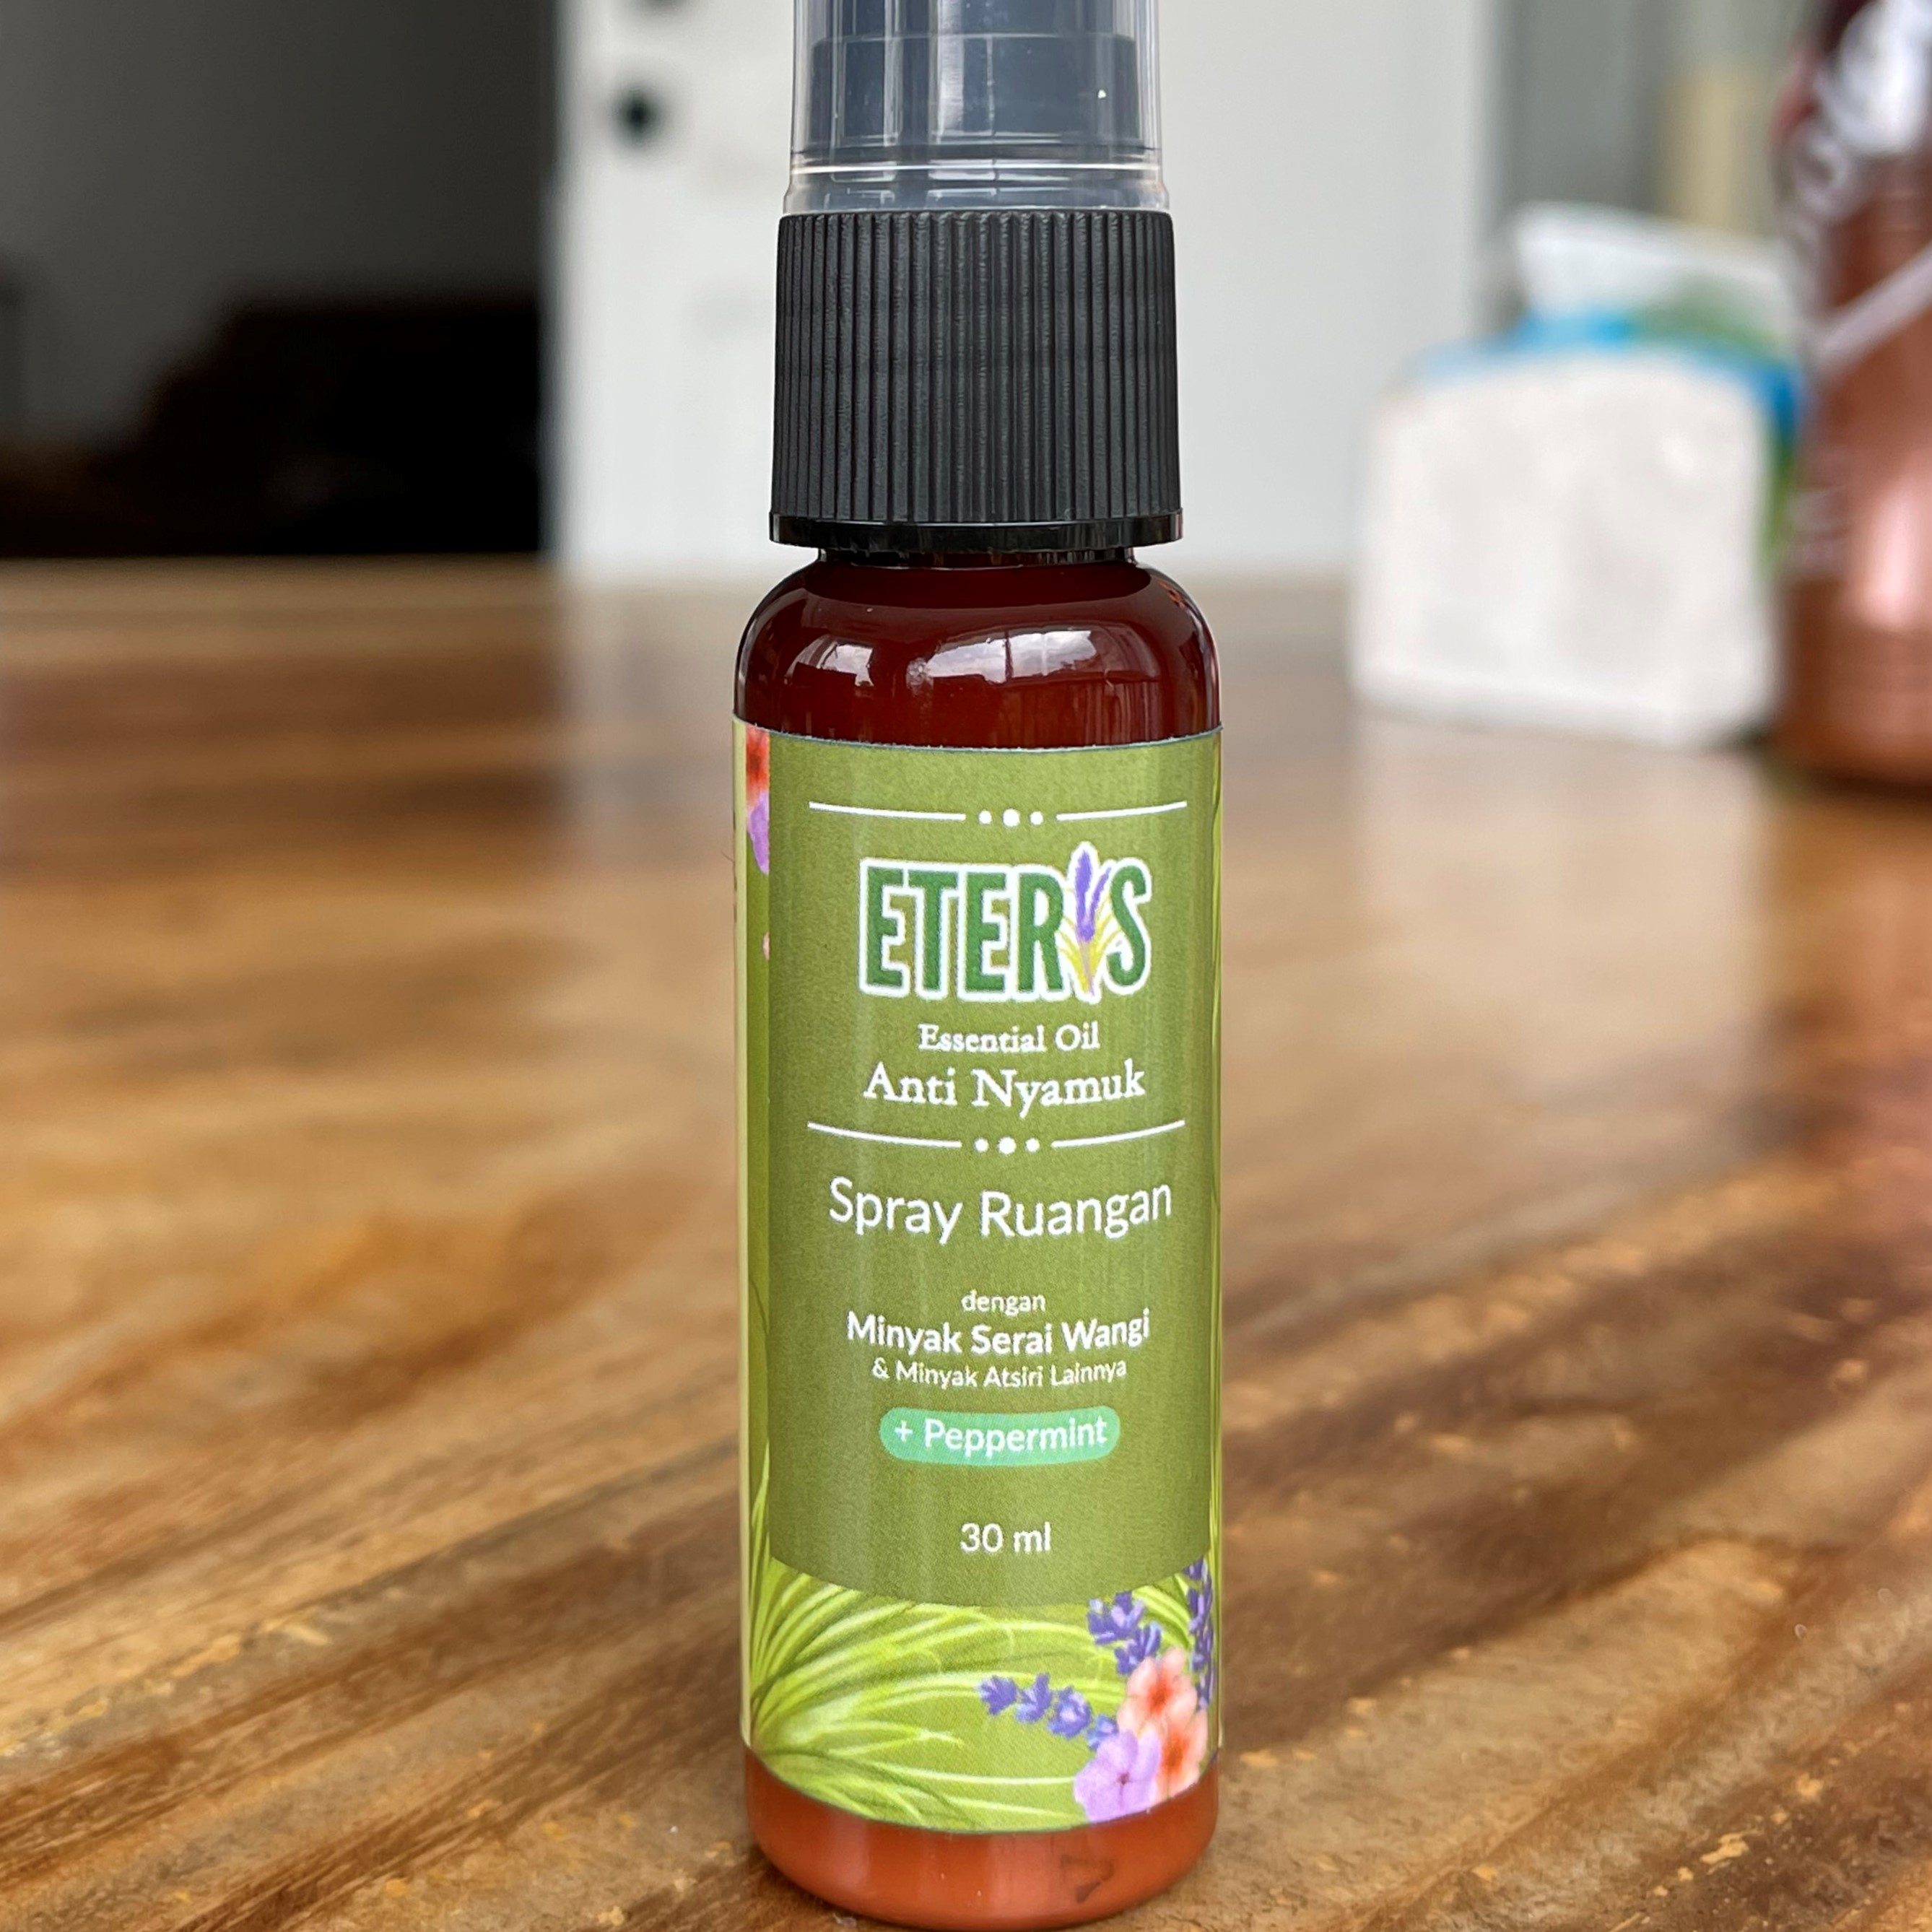 ETERIS
Essential Oil
Anti Nyamuk
Spray Ruangan
dengan
Minyak Serai Wangi
& Minyak Atsiri Lainnya
+ Peppermint
30 ml